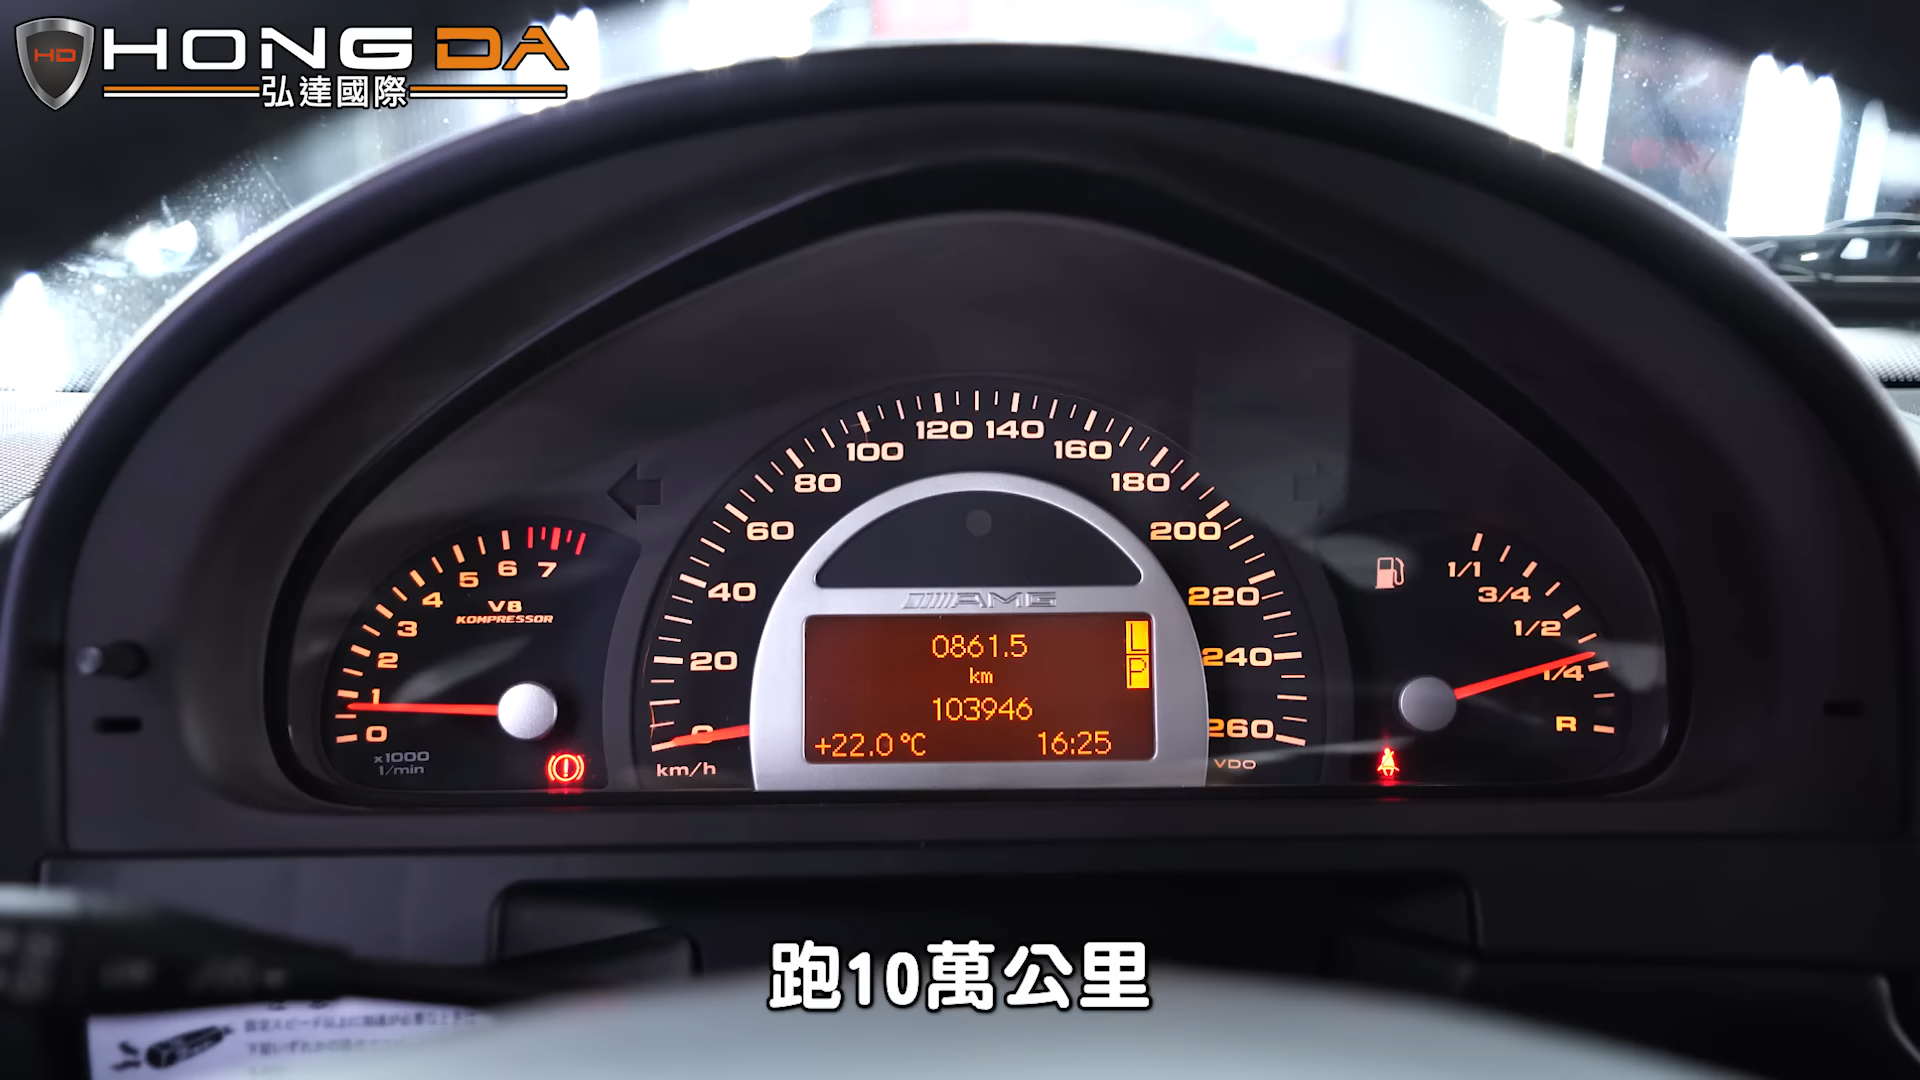 HD
HONG DA
弘達國際
0
1
2
3
4
5
6
7
V8
KOMPRESSOR
x1000
1/min
20
40
60
80
100
120
140
160
180
200
220
240
260
km/h
VDO
AMG
0861.5
km
103946
+22.0°C
16:25
L
P
1/1
3/4
1/2
1/4
R
跑10萬公里